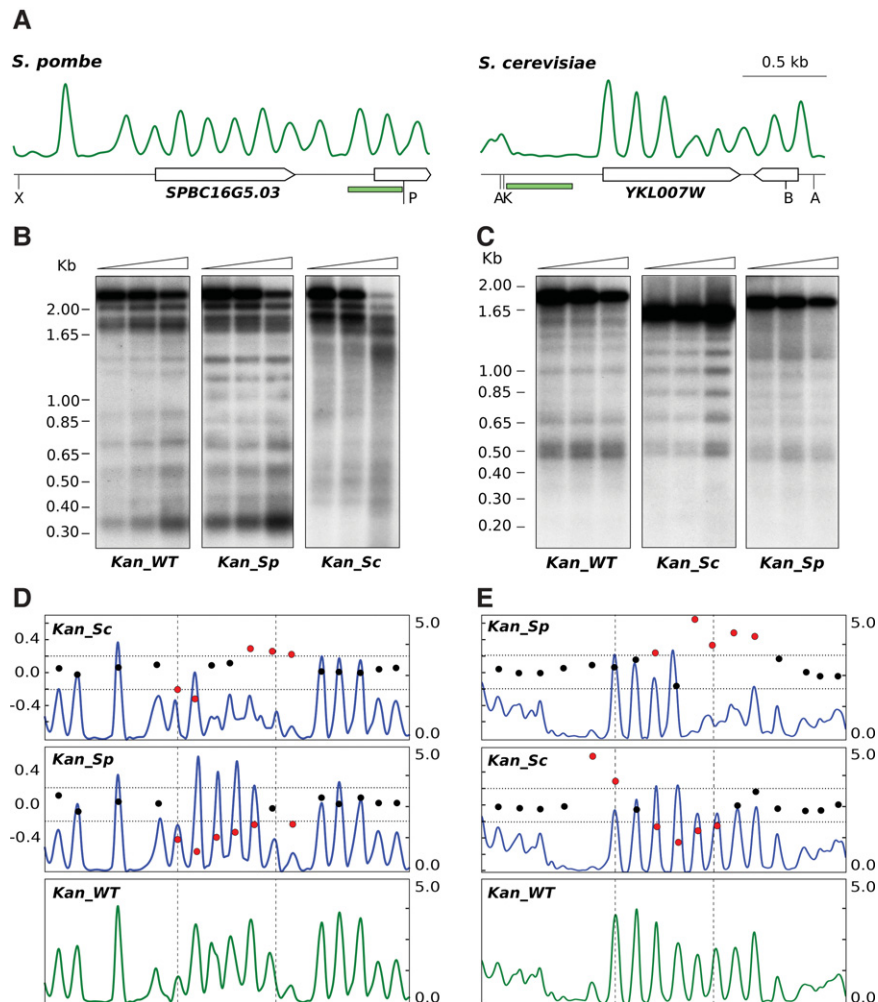 A
S. pombe
S. cerevisiae
0.5 kb
X
SPBC16G5.03
P
AK
YKL007W
B
A
B
Kb
2.00
1.65
1.00
0.85
0.65
0.50
0.40
0.30
Kan_WT
Kan_Sp
Kan_Sc
C
Kb
2.00
1.65
1.00
0.85
0.65
0.50
0.40
0.30
0.20
Kan_WT
Kan_Sc
Kan_Sp
D
Kan_Sc
0.4
0.0
-0.4
5.0
0.0
Kan_Sp
0.4
0.0
-0.4
5.0
0.0
Kan_WT
5.0
0.0
E
Kan_Sp
5.0
0.0
Kan_Sc
5.0
0.0
Kan_WT
5.0
0.0